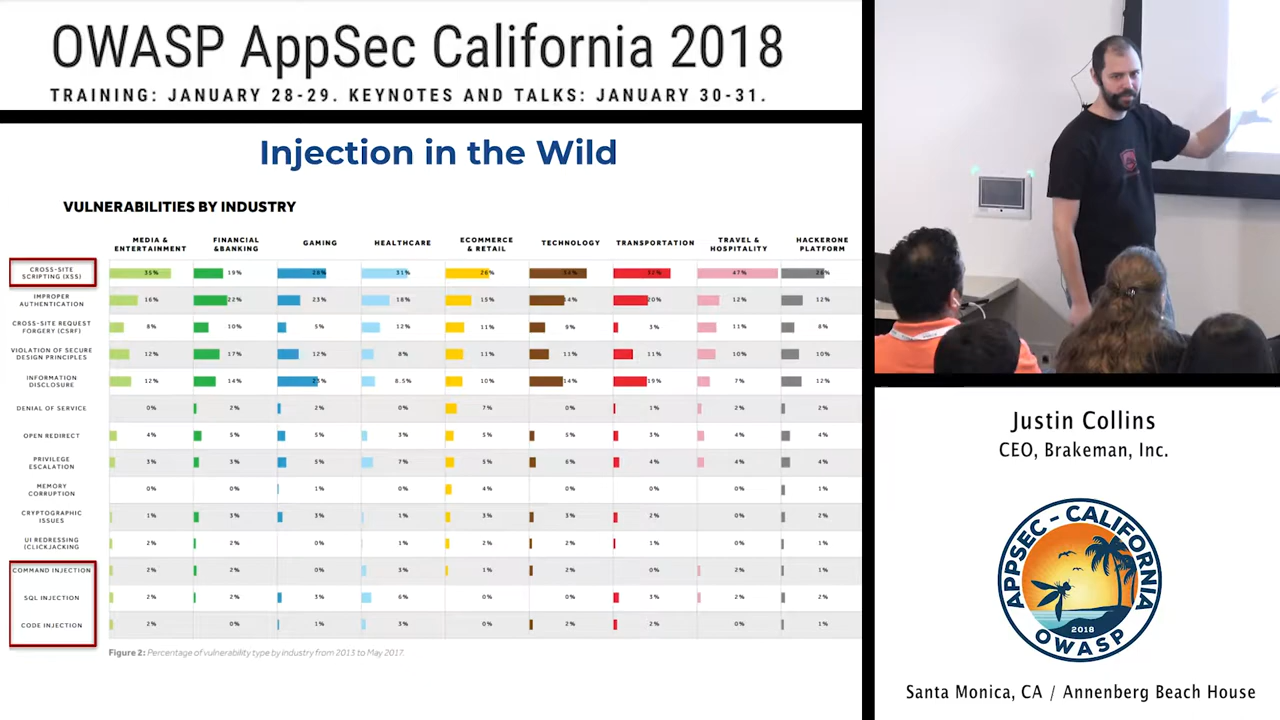 OWASP AppSec California 2018
TRAINING: JANUARY 28-29. KEYNOTES AND TALKS: JANUARY 30-31.
Injection in the Wild
VULNERABILITIES BY INDUSTRY
MEDIA & ENTERTAINMENT FINANCIAL &BANKING GAMING HEALTHCARE ECOMMERCE & RETAIL TECHNOLOGY TRANSPORTATION TRAVEL & HOSPITALITY HACKERONE PLATFORM
CROSS-SITE SCRIPTING (XSS) 35% 19% 31% 26% 47%
IMPROPER AUTHENTICATION 16% 22% 23% 18% 15% 14% 20% 12% 12%
CROSS-SITE REQUEST FORGERY (CSRF) 8% 10% 5% 12% 11% 9% 3% 11% 8%
VIOLATION OF SECURE DESIGN PRINCIPLES 12% 17% 12% 8% 11% 11% 11% 10% 10%
INFORMATION DISCLOSURE 12% 14% 8.5% 10% 14% 19% 7% 12%
DENIAL OF SERVICE 0% 2% 2% 0% 7% 0% 1% 2% 2%
OPEN REDIRECT 4% 5% 3% 5% 5% 3% 4% 4%
PRIVILEGE ESCALATION 3% 3% 5% 7% 5% 6% 4% 4% 4%
MEMORY CORRUPTION 0% 0% 1% 0% 4% 0% 0% 0% 1%
CRYPTOGRAPHIC ISSUES 1% 3% 3% 1% 3% 3% 2% 0% 2%
UI REDRESSING (CLICKJACKING 2% 2% 0% 1% 2% 2% 1% 0% 1%
COMMAND INJECTION 2% 2% 0% 3% 1% 2% 0% 2% 1%
SQL INJECTION 2% 2% 3% 6% 0% 0% 3% 2% 2%
CODE INJECTION 2% 0% 1% 3% 0% 2% 2% 0% 1%
Figure 2: Percentage of vulnerability type by industry from 2013 to May 2017.
Justin Collins
CEO, Brakeman, Inc.
APPSEC - CALIFORNIA
2018
OWASP
Santa Monica, CA / Annenberg Beach House